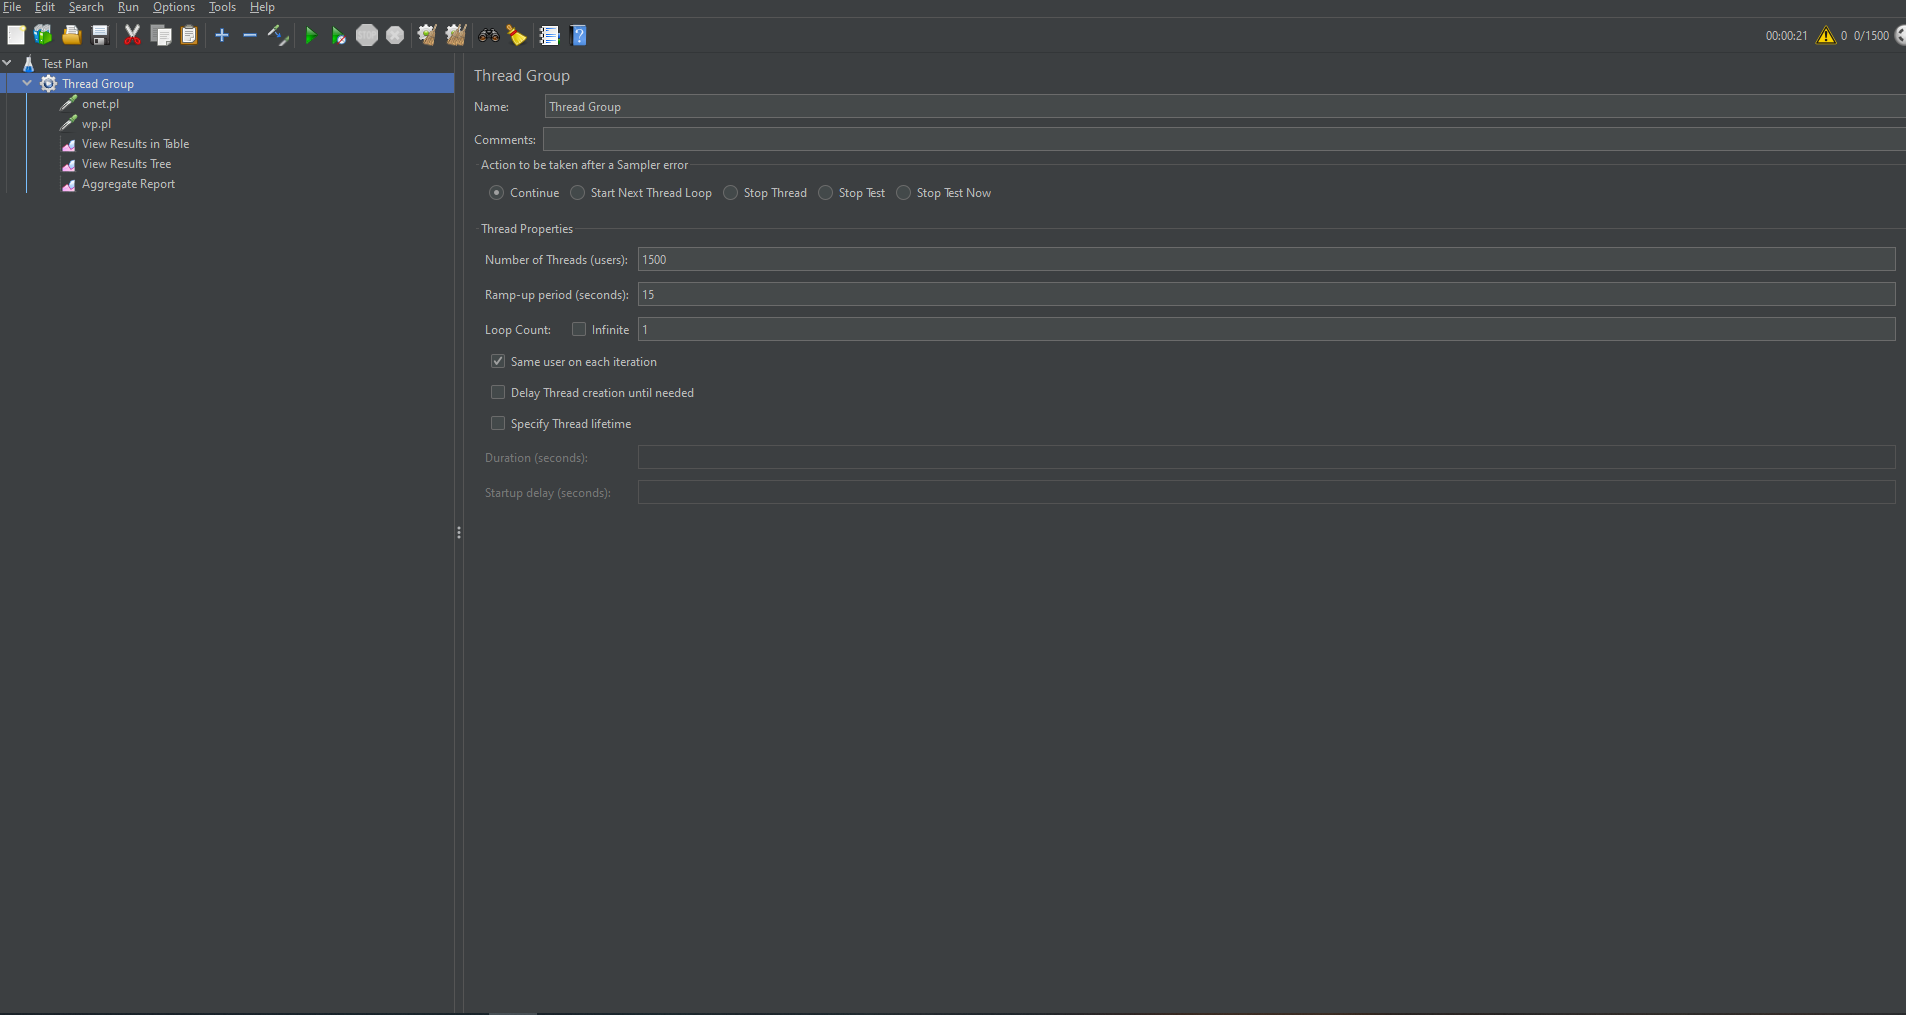 File Edit Search Run Options Tools Help
00:00:21 0 0/1500
Test Plan
Thread Group
onet.pl
wp.pl
View Results in Table
View Results Tree
Aggregate Report
Thread Group
Name: Thread Group
Comments:
Action to be taken after a Sampler error
Continue Start Next Thread Loop Stop Thread Stop Test Stop Test Now
Thread Properties
Number of Threads (users): 1500
Ramp-up period (seconds): 15
Loop Count: Infinite 1
Same user on each iteration
Delay Thread creation until needed
Specify Thread lifetime
Duration (seconds):
Startup delay (seconds):